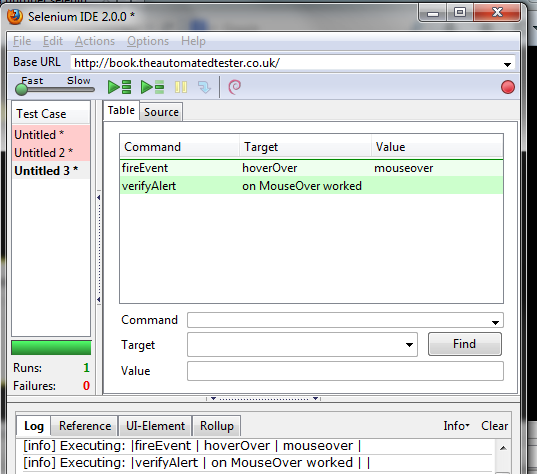 Selenium IDE 2.0.0 *
File Edit Actions Options Help
Base URL http://book.theautomatedtester.co.uk/
Fast Slow
Test Case
Untitled *
Untitled 2 *
Untitled 3 *
Table Source
Command Target Value
fireEvent hoverOver mouseover
verifyAlert on MouseOver worked
Command
Target Find
Value
Runs: 1
Failures: 0
Log Reference UI-Element Rollup Info Clear
[info] Executing: |fireEvent | hoverOver | mouseover |
[info] Executing: |verifyAlert | on MouseOver worked | |